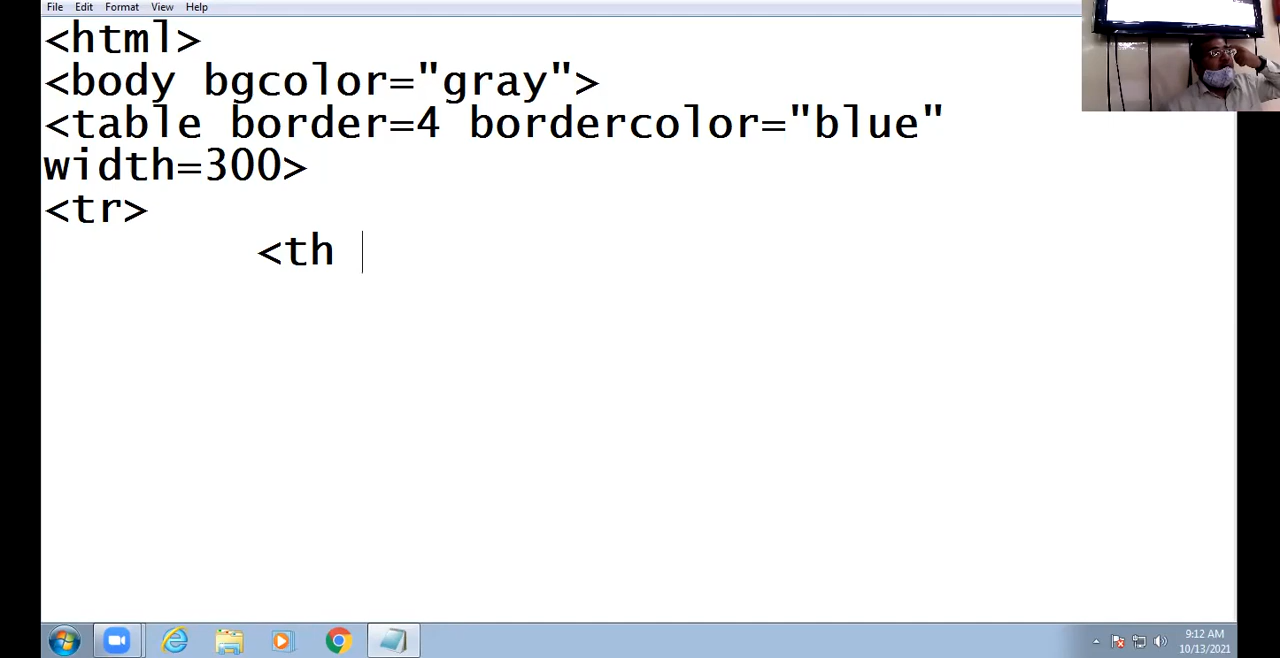 File Edit Format View Help
<html>
<body bgcolor="gray">
<table border=4 bordercolor="blue"
width=300>
<tr>
<th
9:12 AM
10/13/2021